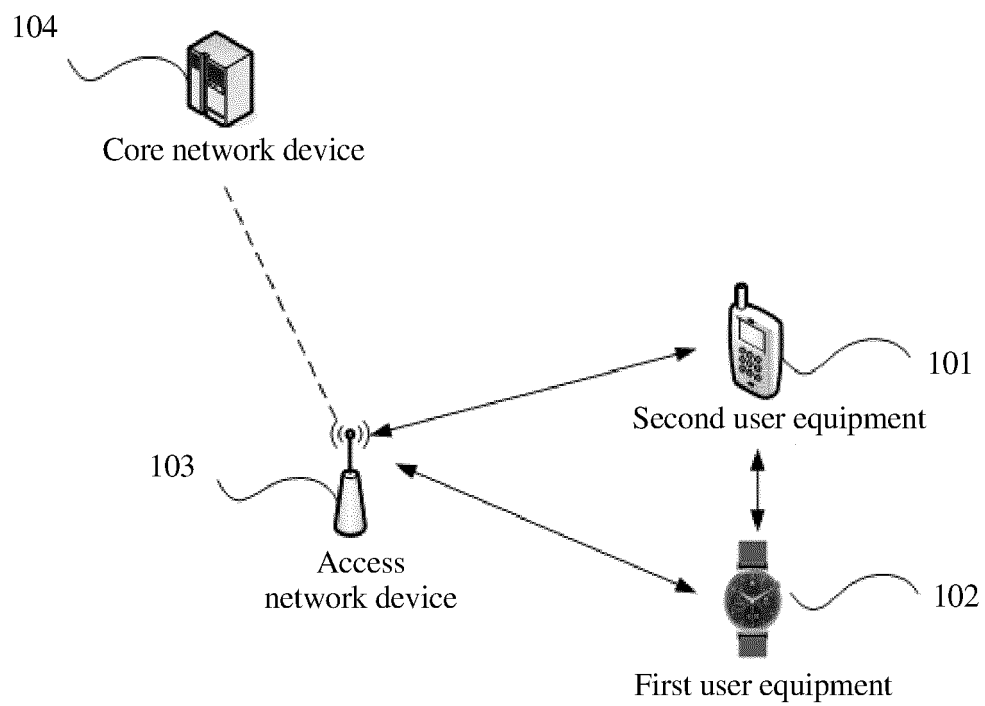 104
Core network device
101
Second user equipment
103
Access
network device
102
First user equipment